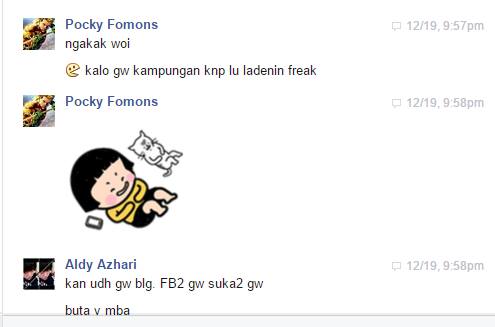 Pocky Fomons 12/19, 9:57pm
ngakak woi
kalo gw kampungan knp lu ladenin freak
Pocky Fomons 12/19, 9:58pm
Aldy Azhari 12/19, 9:58pm
kan udh gw blg. FB2 gw suka2 gw
buta y mba